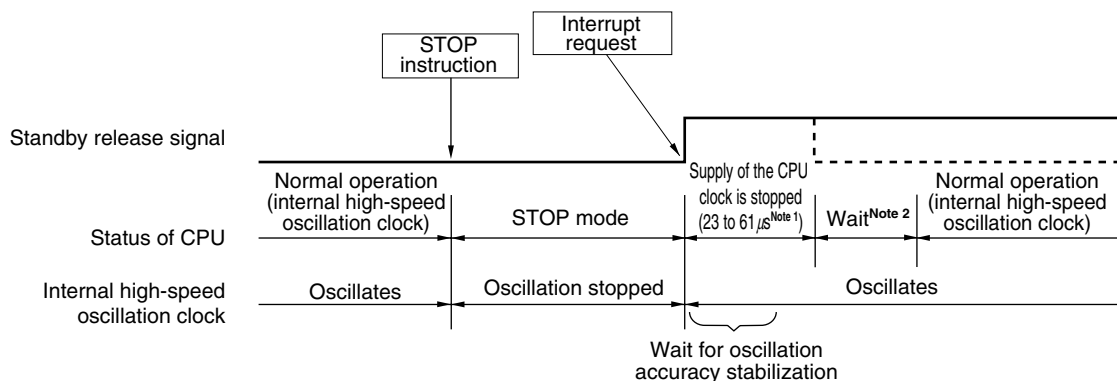 STOP
instruction
Interrupt
request
Standby release signal
Status of CPU
Normal operation
(internal high-speed
oscillation clock)
STOP mode
Supply of the CPU
clock is stopped
(23 to 61 µs Note 1)
Wait Note 2
Normal operation
(internal high-speed
oscillation clock)
Internal high-speed
oscillation clock
Oscillates
Oscillation stopped
Oscillates
Wait for oscillation
accuracy stabilization